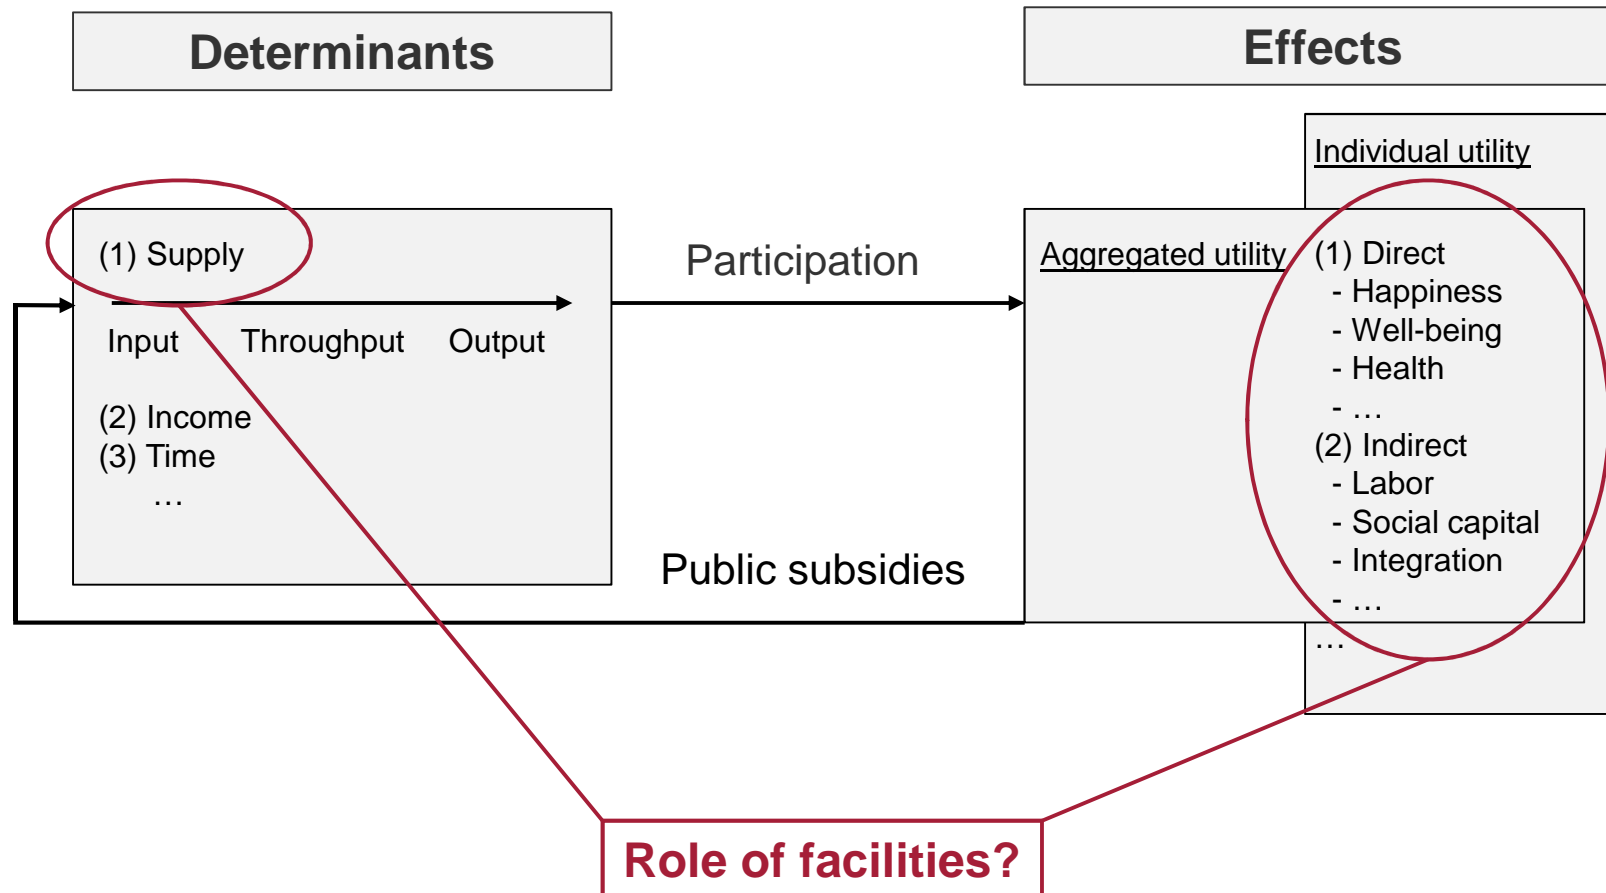 Determinants
Effects
(1) Supply
Input Throughput Output
(2) Income
(3) Time
…
Participation
Public subsidies
Individual utility
Aggregated utility
(1) Direct
- Happiness
- Well-being
- Health
- …
(2) Indirect
- Labor
- Social capital
- Integration
- …
…
Role of facilities?